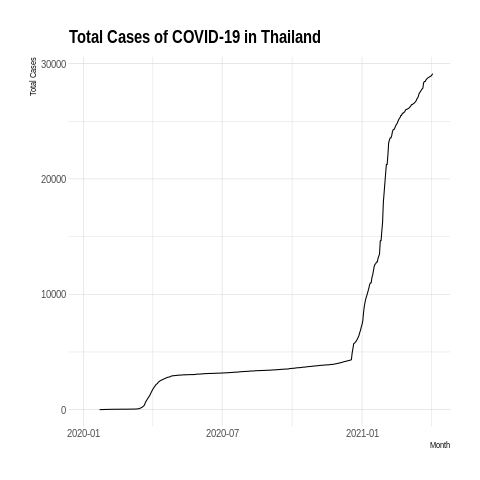 Total Cases of COVID-19 in Thailand
Total Cases
30000
20000
10000
0
2020-01
2020-07
2021-01
Month